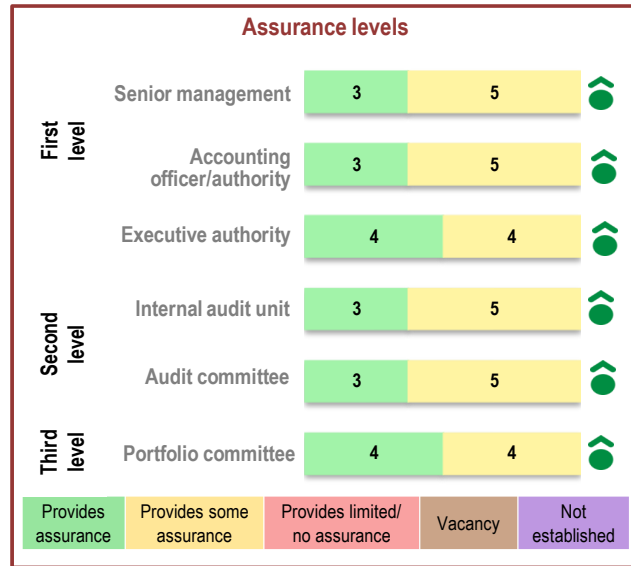 Assurance levels
First
level
Senior management
3 5
Accounting
officer/authority
3 5
Executive authority
4 4
Second
level
Internal audit unit
3 5
Audit committee
3 5
Third
level
Portfolio committee
4 4
Provides
assurance
Provides some
assurance
Provides limited/
no assurance
Vacancy
Not
established